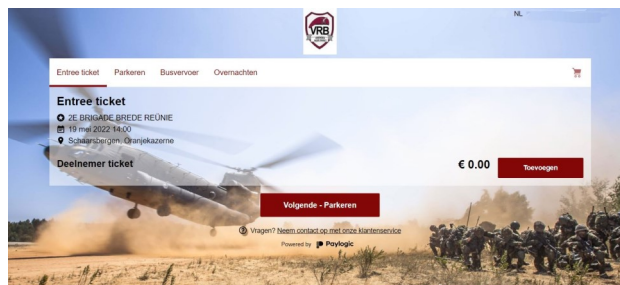 NL
VRB
Entree ticket Parkeren Busvervoer Overnachten
Entree ticket
2E BRIGADE BREDE REÜNIE
19 mei 2022 14:00
Schaarsbergen, Oranjekazerne
Deelnemer ticket € 0.00 Toevoegen
Volgende - Parkeren
Vragen? Neem contact op met onze klantenservice
Powered by Paylogic